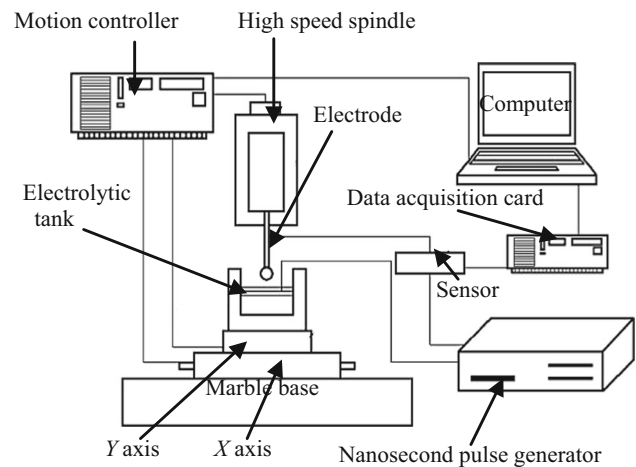 Motion controller
High speed spindle
Computer
Electrode
Electrolytic
tank
Data acquisition card
Sensor
Marble base
Y axis
X axis
Nanosecond pulse generator